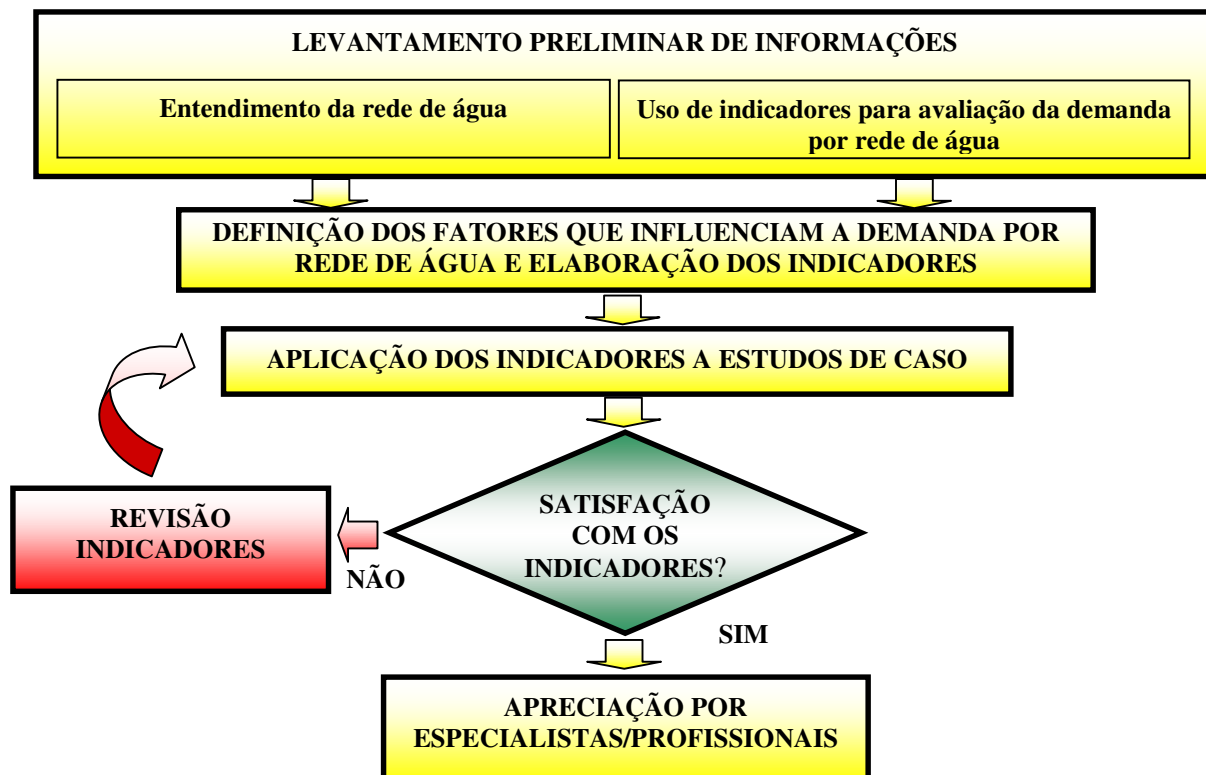 LEVANTAMENTO PRELIMINAR DE INFORMAÇÕES
Entendimento da rede de água
Uso de indicadores para avaliação da demanda
por rede de água
DEFINIÇÃO DOS FATORES QUE INFLUENCIAM A DEMANDA POR
REDE DE ÁGUA E ELABORAÇÃO DOS INDICADORES
APLICAÇÃO DOS INDICADORES A ESTUDOS DE CASO
SATISFAÇÃO
COM OS
INDICADORES?
REVISÃO
INDICADORES
NÃO
SIM
APRECIAÇÃO POR
ESPECIALISTAS/PROFISSIONAIS